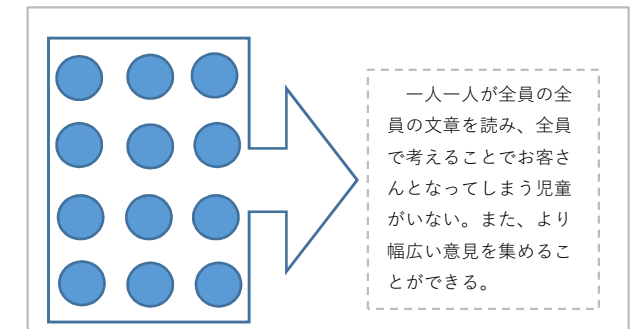 一人一人が全員の全
員の文章を読み、全員
で考えることでお客さ
んとなってしまう児童
がいない。また、より
幅広い意見を集めるこ
とができる。